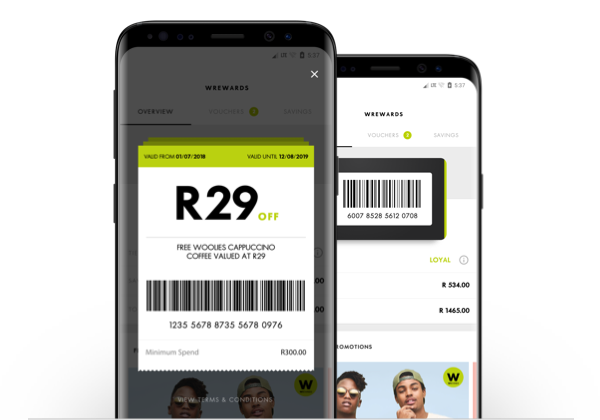 5:37
WREWARDS
OVERVIEW VOUCHERS 2 SAVINGS
VALID FROM 01/07/2018 VALID UNTIL 12/08/2019
R29 OFF
FREE WOOLIES CAPPUCCINO
COFFEE VALUED AT R29
1235 5678 8735 5678 0976
Minimum Spend R300.00
VIEW TERMS & CONDITIONS
W
LTE 5:37
WREWARDS
VOUCHERS 2 SAVINGS
6007 8528 5612 0708
LOYAL
R 534.00
R 1465.00
ROMOTIONS
W